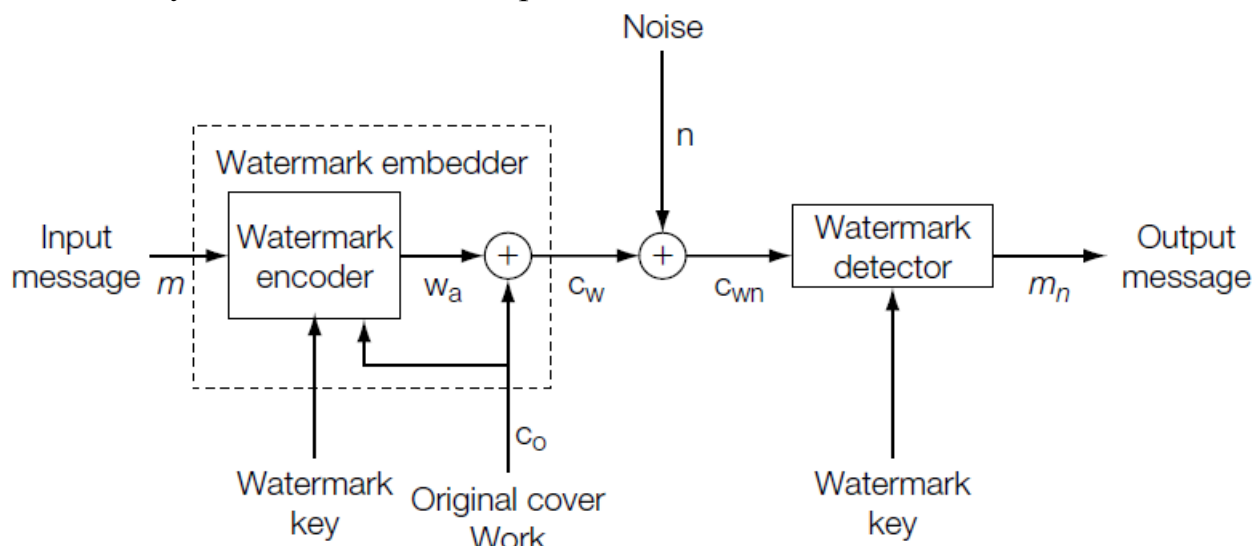 Noise
n
Watermark embedder
Input
message
m
Watermark
encoder
wa
+
cw
+
cwn
Watermark
detector
mn
Output
message
co
Watermark
key
Original cover
Work
Watermark
key